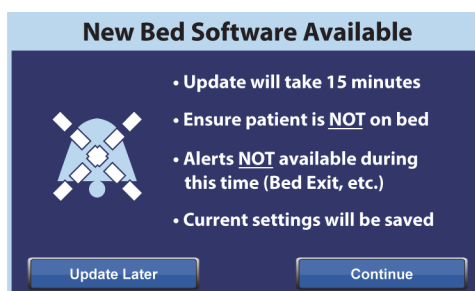 New Bed Software Available
• Update will take 15 minutes
• Ensure patient is NOT on bed
• Alerts NOT available during
this time (Bed Exit, etc.)
• Current settings will be saved
Update Later
Continue